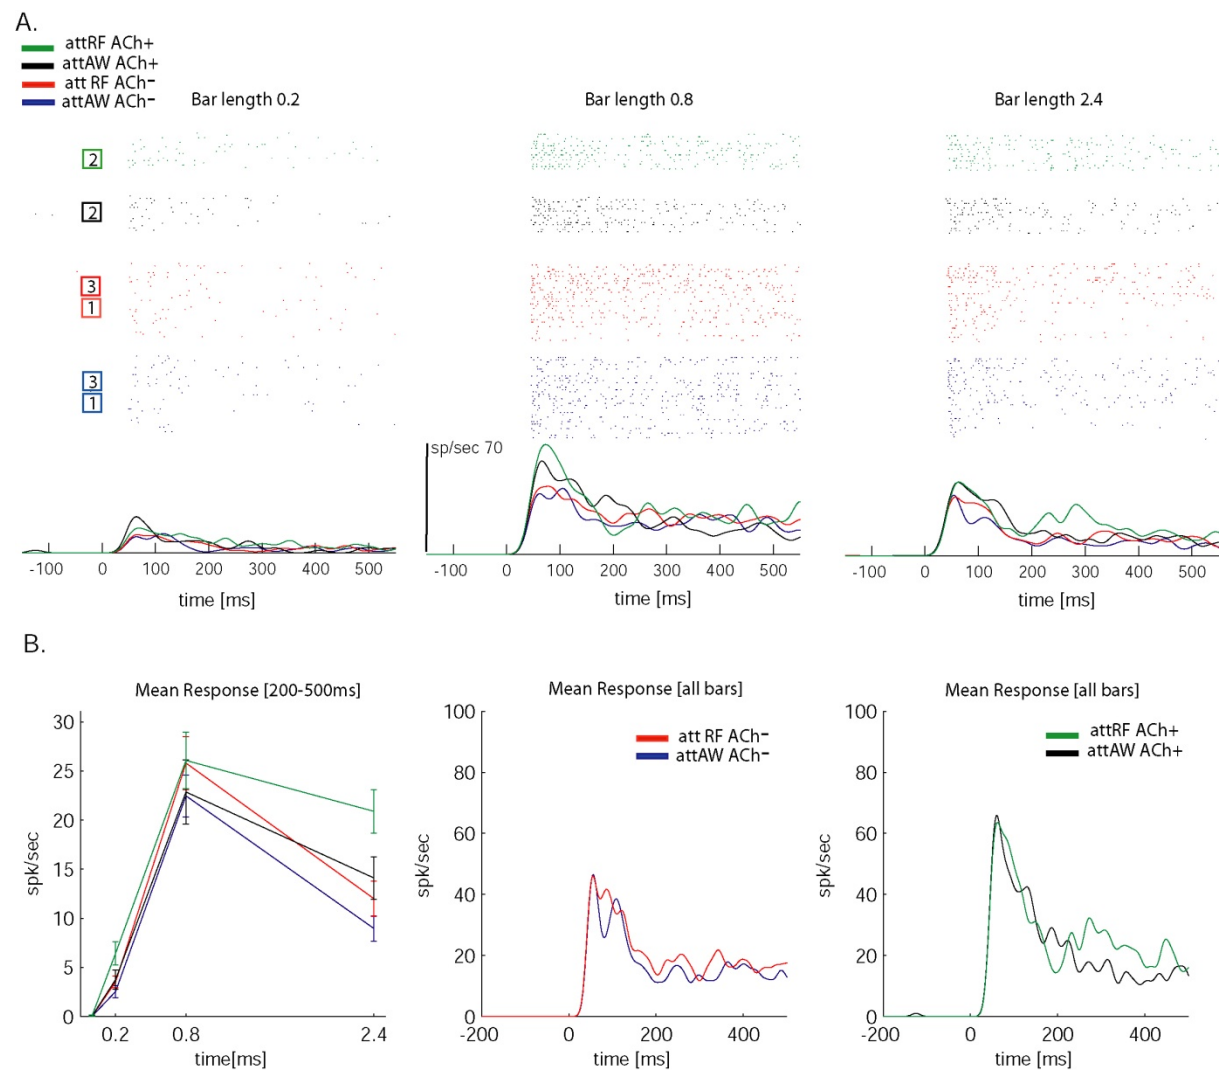 A.
attRF ACh+
attAW ACh+
att RF ACh−
attAW ACh−
Bar length 0.2
Bar length 0.8
Bar length 2.4
2
2
3
1
3
1
sp/sec 70
-100 0 100 200 300 400 500
time [ms]
-100 0 100 200 300 400 500
time [ms]
-100 0 100 200 300 400 500
time [ms]
B.
Mean Response [200-500ms]
30
25
20
15
10
5
0
spk/sec
0.2 0.8 2.4
time[ms]
Mean Response [all bars]
att RF ACh−
attAW ACh−
100
80
60
40
20
0
spk/sec
-200 0 200 400
time [ms]
Mean Response [all bars]
attRF ACh+
attAW ACh+
100
80
60
40
20
0
spk/sec
-200 0 200 400
time [ms]